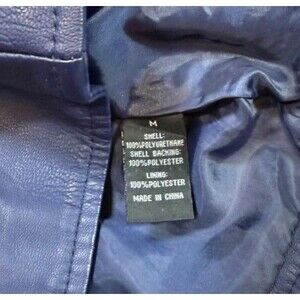 M
SHELL:
100%POLYURETHANE
SHELL BACKING:
100%POLYESTER
LINING:
100%POLYESTER
MADE IN CHINA